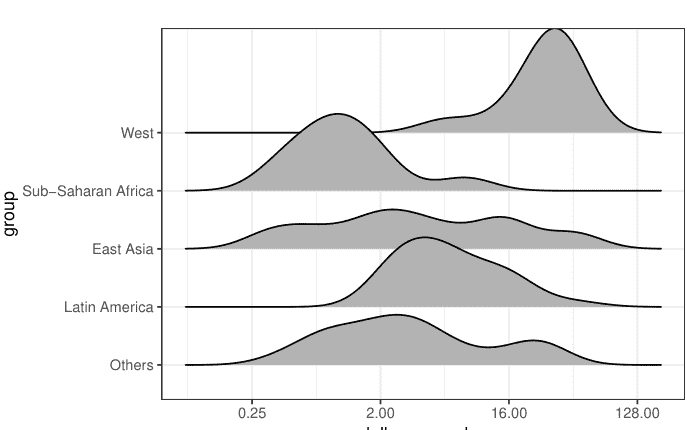 West
Sub−Saharan Africa
East Asia
Latin America
Others
group
0.25 2.00 16.00 128.00